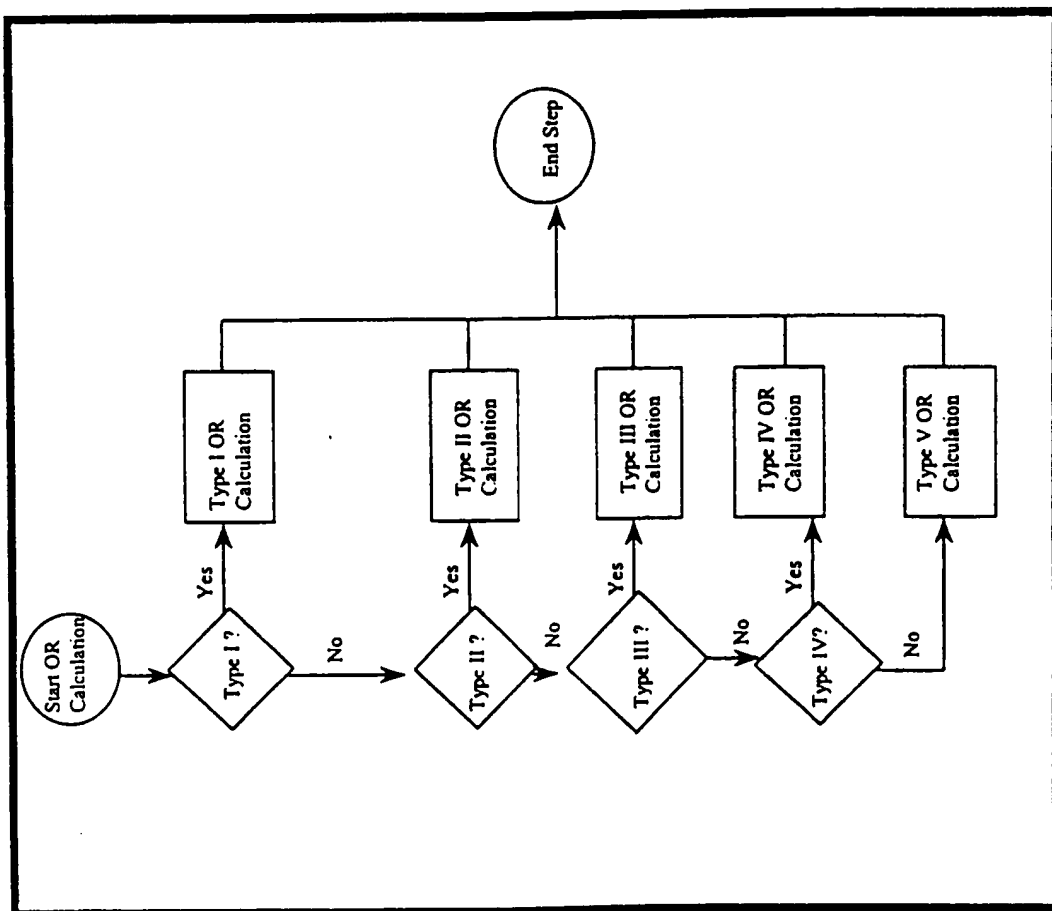 Start OR
Calculation
Type I ?
Yes
Type I OR
Calculation
No
Type II ?
Yes
Type II OR
Calculation
No
Type III ?
Yes
Type III OR
Calculation
No
Type IV?
Yes
Type IV OR
Calculation
No
Type V OR
Calculation
End Step